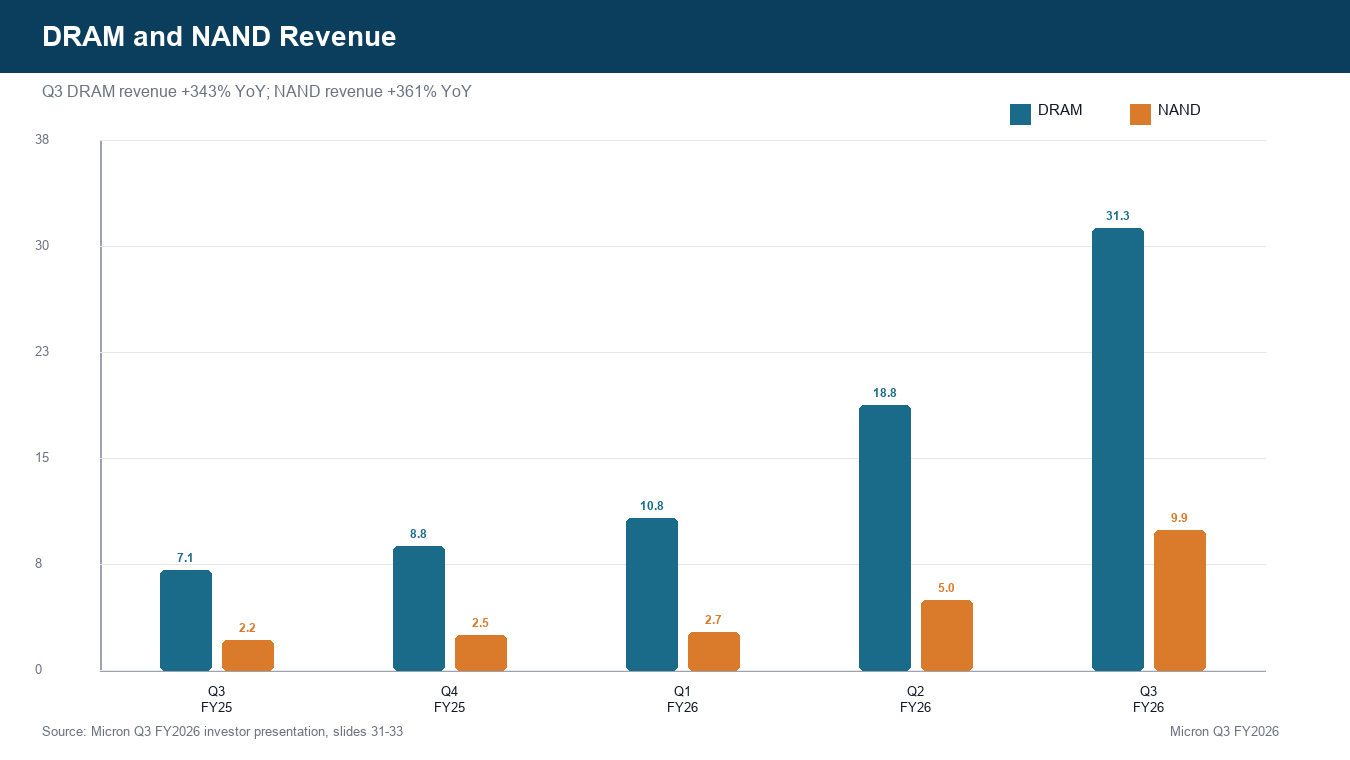 DRAM and NAND Revenue
Q3 DRAM revenue +343% YoY; NAND revenue +361% YoY
DRAM
NAND
38
30
23
15
8
0
7.1
2.2
8.8
2.5
10.8
2.7
18.8
5.0
31.3
9.9
Q3
FY25
Q4
FY25
Q1
FY26
Q2
FY26
Q3
FY26
Source: Micron Q3 FY2026 investor presentation, slides 31-33
Micron Q3 FY2026